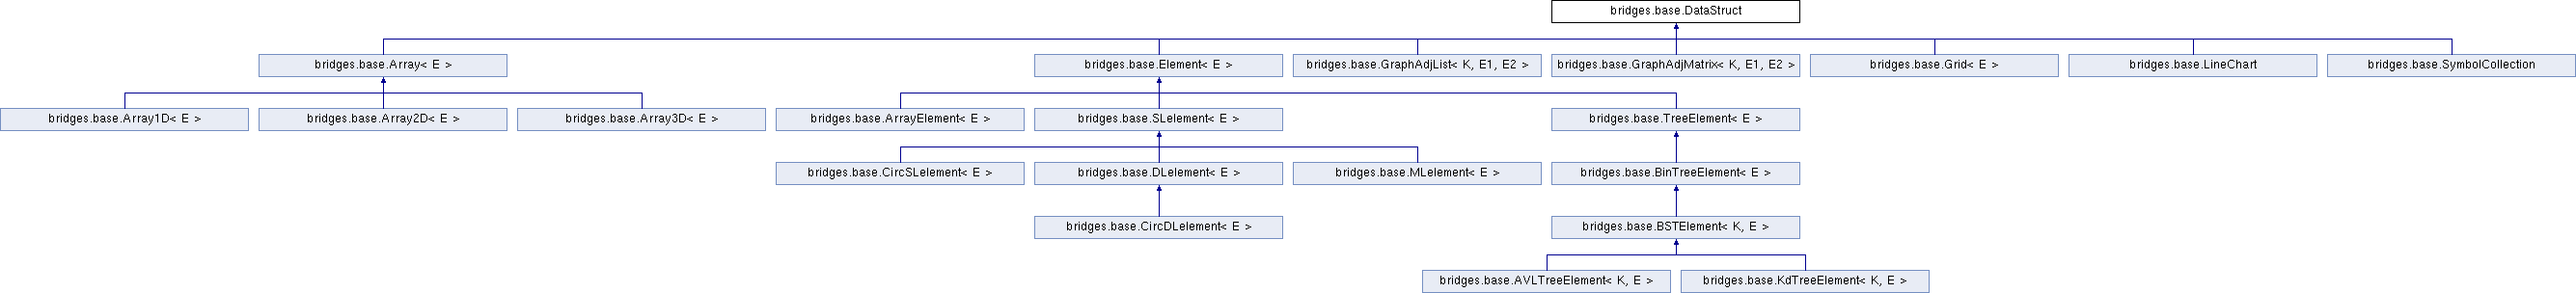 bridges.base.DataStruct
bridges.base.Array< E >
bridges.base.Element< E >
bridges.base.GraphAdjList< K, E1, E2 >
bridges.base.GraphAdjMatrix< K, E1, E2 >
bridges.base.Grid< E >
bridges.base.LineChart
bridges.base.SymbolCollection
bridges.base.Array1D< E >
bridges.base.Array2D< E >
bridges.base.Array3D< E >
bridges.base.ArrayElement< E >
bridges.base.SLelement< E >
bridges.base.TreeElement< E >
bridges.base.CircSLelement< E >
bridges.base.DLelement< E >
bridges.base.MLelement< E >
bridges.base.BinTreeElement< E >
bridges.base.CircDLelement< E >
bridges.base.BSTElement< K, E >
bridges.base.AVLTreeElement< K, E >
bridges.base.KdTreeElement< K, E >